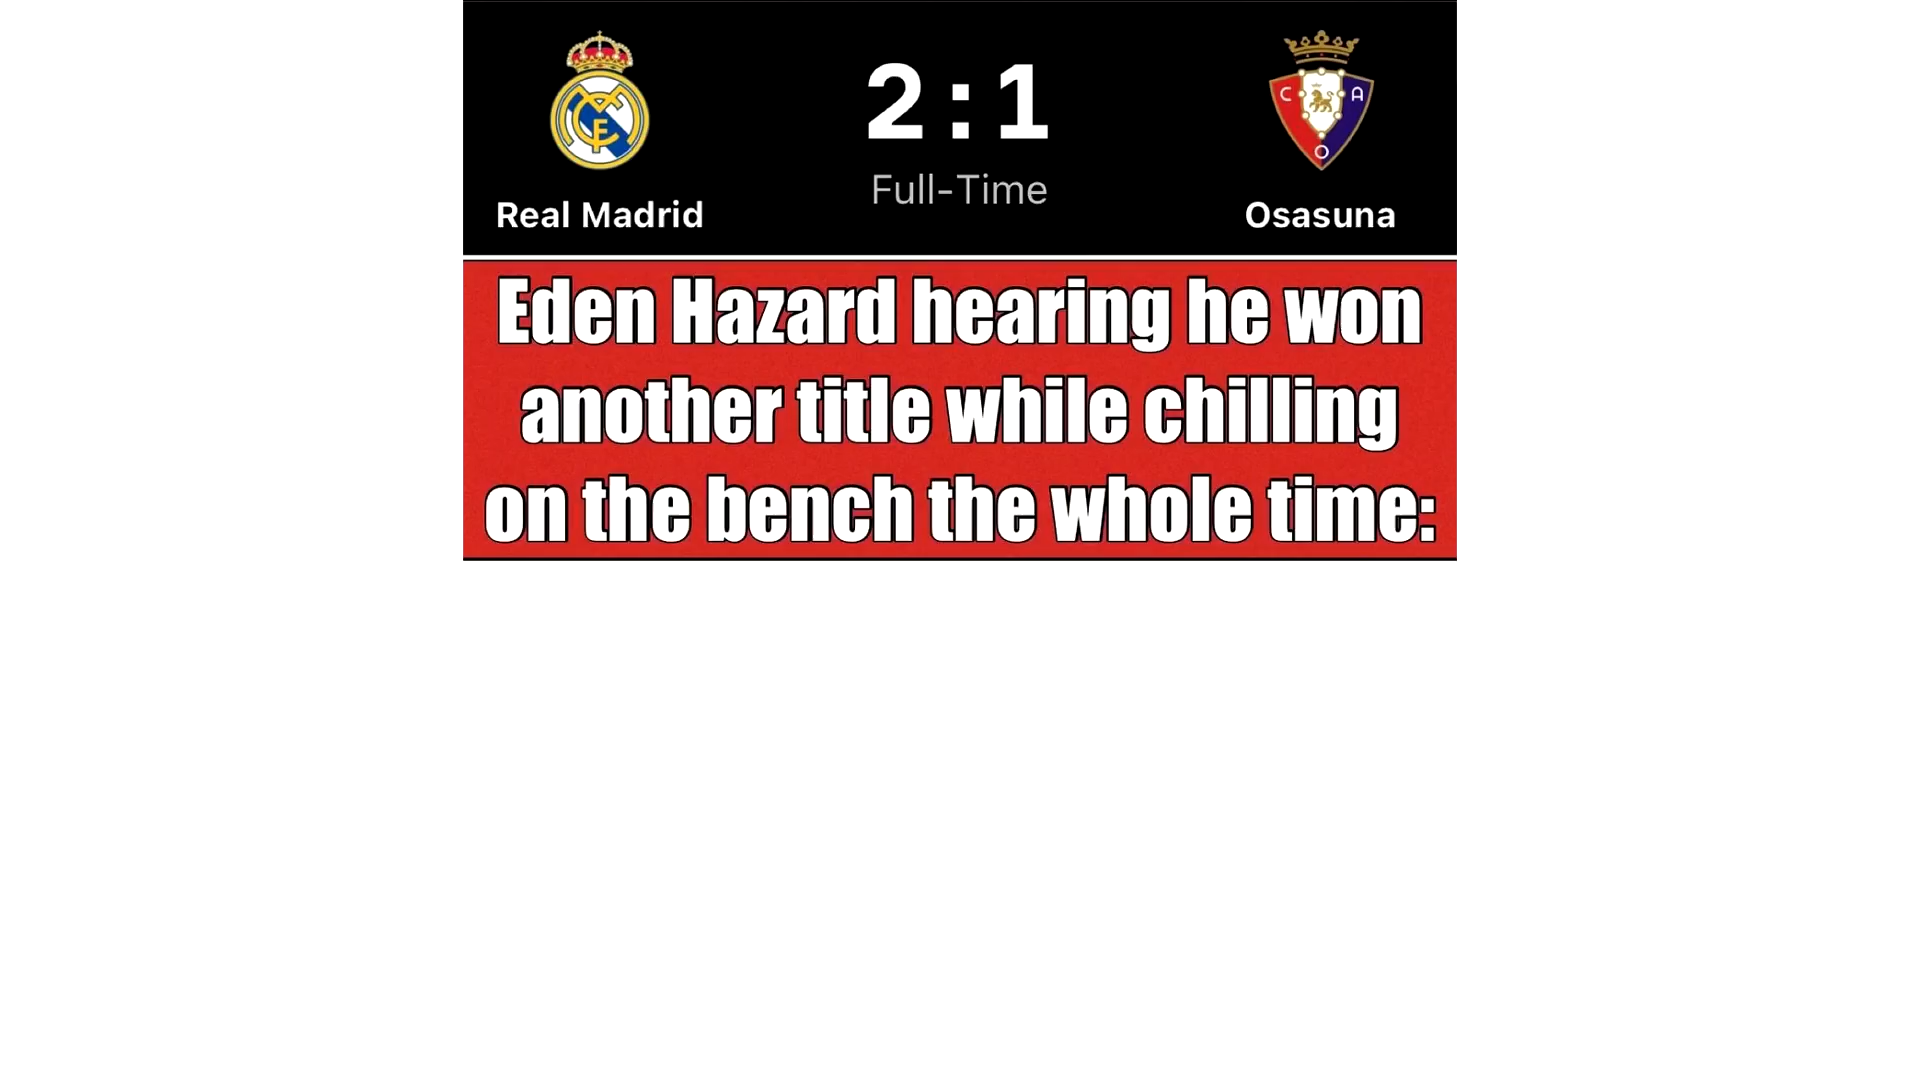 2 : 1
Full-Time
Real Madrid
Osasuna
C A
O
Eden Hazard hearing he won
another title while chilling
on the bench the whole time: